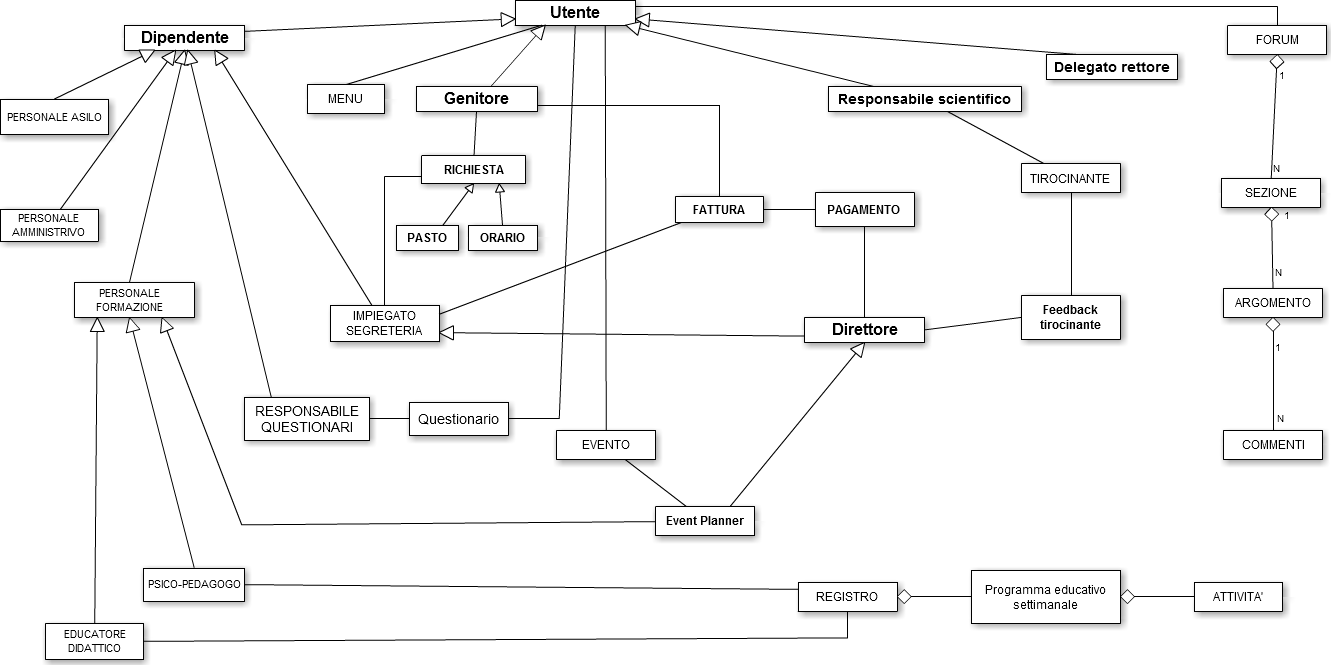 Utente
Dipendente
FORUM
Delegato rettore
1
MENU
Genitore
Responsabile scientifico
PERSONALE ASILO
RICHIESTA
TIROCINANTE
N
SEZIONE
1
PERSONALE
AMMINISTRIVO
PASTO
ORARIO
FATTURA
PAGAMENTO
N
ARGOMENTO
1
PERSONALE
FORMAZIONE
IMPIEGATO
SEGRETERIA
Direttore
Feedback
tirocinante
RESPONSABILE
QUESTIONARI
Questionario
EVENTO
N
COMMENTI
Event Planner
PSICO-PEDAGOGO
REGISTRO
Programma educativo
settimanale
ATTIVITA'
EDUCATORE
DIDATTICO